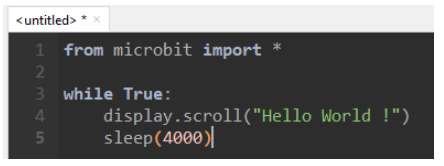 <untitled> * ×
1 from microbit import *
2
3 while True:
4     display.scroll("Hello World !")
5     sleep(4000)